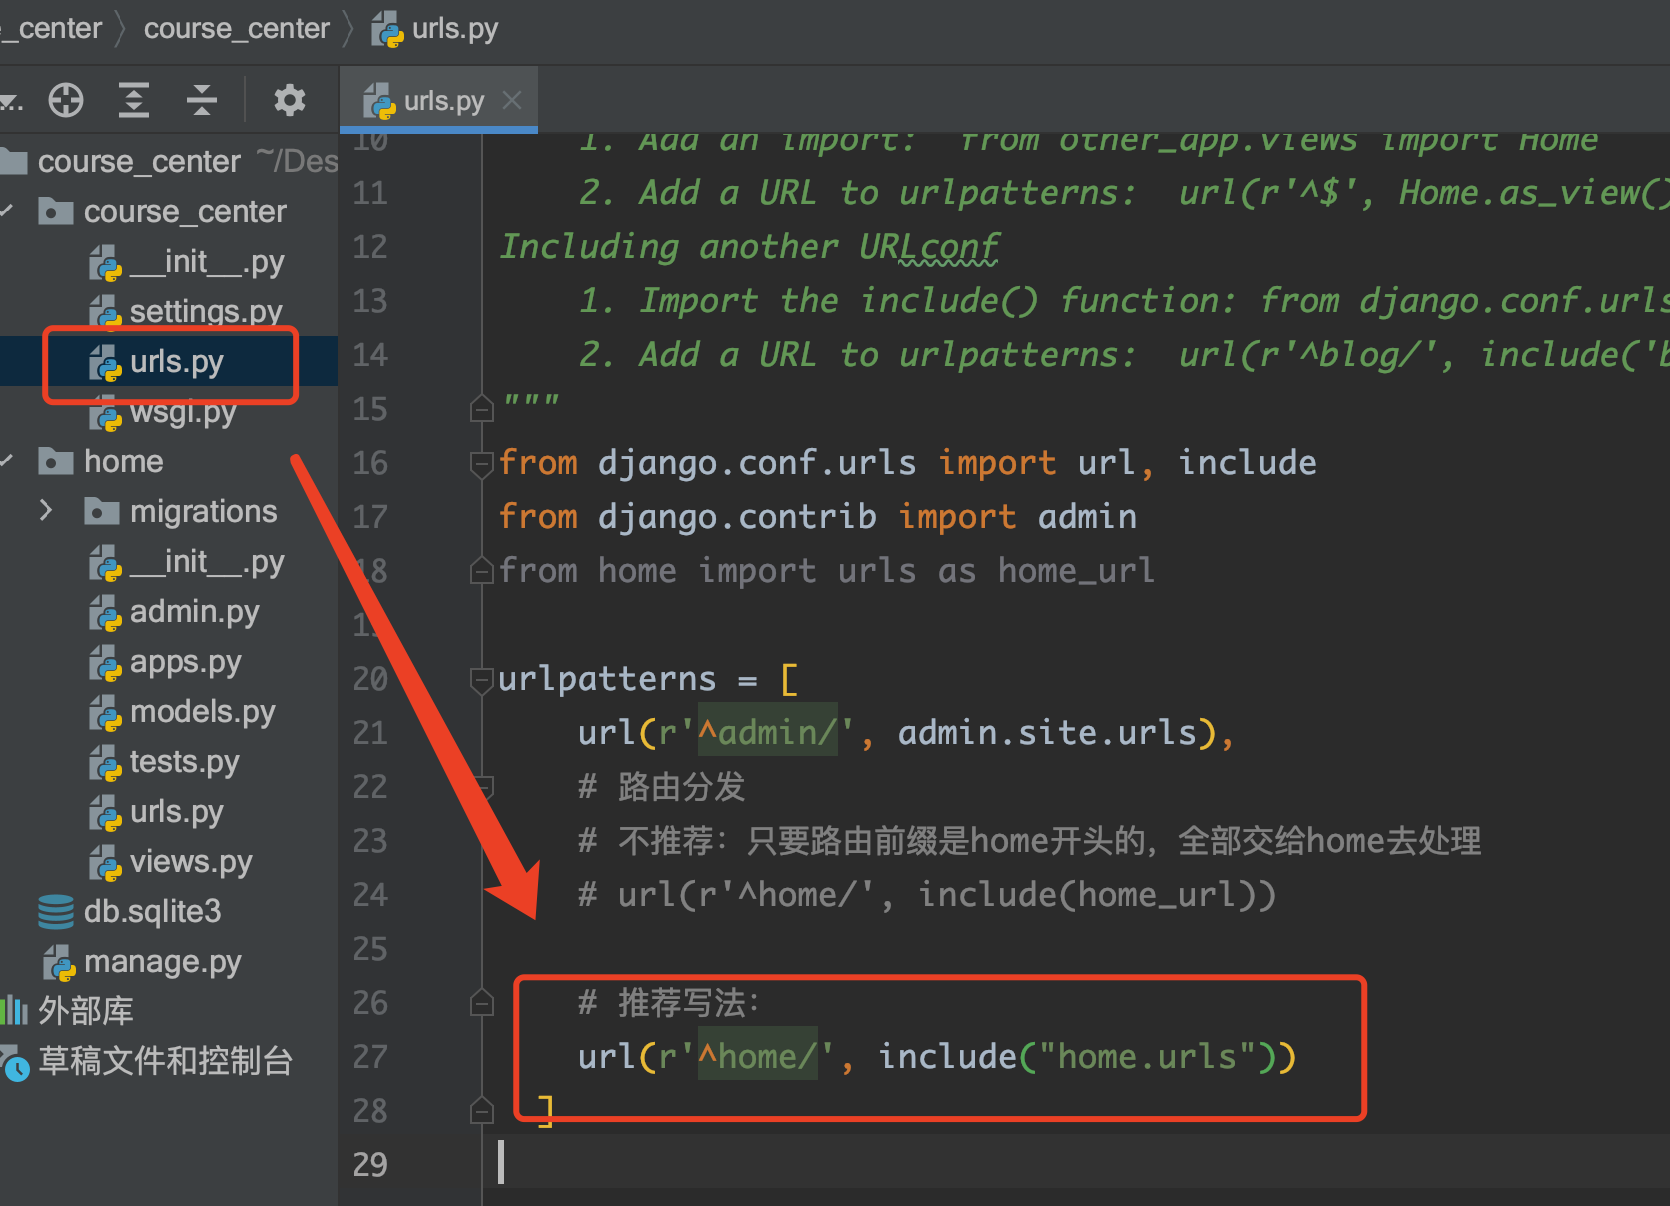 _center 〉 course_center 〉 urls.py
urls.py
course_center ~/Des
course_center
__init__.py
settings.py
urls.py
wsgi.py
home
migrations
__init__.py
admin.py
apps.py
models.py
tests.py
urls.py
views.py
db.sqlite3
manage.py
外部库
草稿文件和控制台
10 1. Add an import:  from other_app.views import Home
11 2. Add a URL to urlpatterns:  url(r'^$', Home.as_view()
12 Including another URLconf
13 1. Import the include() function: from django.conf.urls
14 2. Add a URL to urlpatterns:  url(r'^blog/', include('b
15 """
16 from django.conf.urls import url, include
17 from django.contrib import admin
18 from home import urls as home_url
19
20 urlpatterns = [
21 url(r'^admin/', admin.site.urls),
22 # 路由分发
23 # 不推荐：只要路由前缀是home开头的，全部交给home去处理
24 # url(r'^home/', include(home_url))
25
26 # 推荐写法：
27 url(r'^home/', include("home.urls"))
28 ]
29